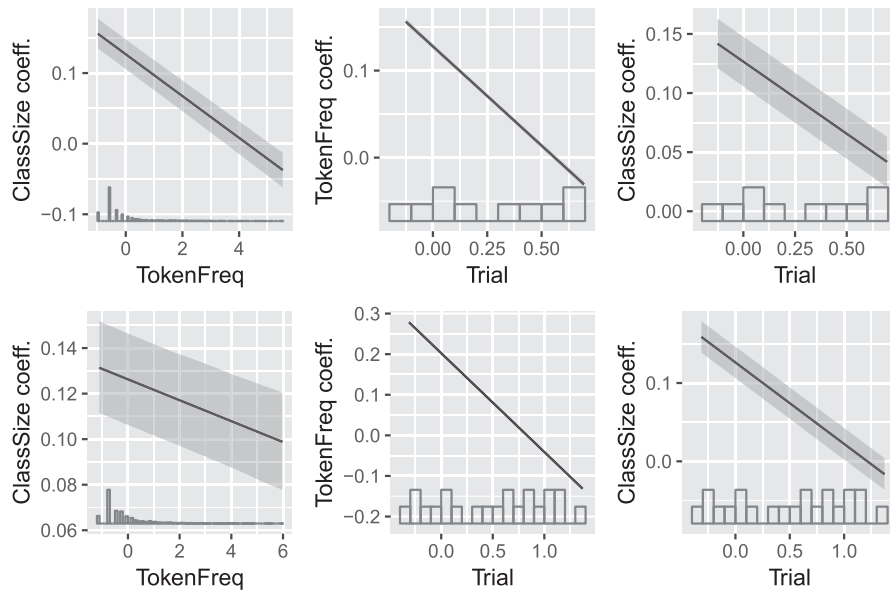 ClassSize coeff.
0.1
0.0
−0.1
0 2 4
TokenFreq
TokenFreq coeff.
0.1
0.0
0.00 0.25 0.50
Trial
ClassSize coeff.
0.15
0.10
0.05
0.00
0.00 0.25 0.50
Trial
ClassSize coeff.
0.14
0.12
0.10
0.08
0.06
0 2 4 6
TokenFreq
TokenFreq coeff.
0.3
0.2
0.1
0.0
−0.1
−0.2
0.0 0.5 1.0
Trial
ClassSize coeff.
0.1
0.0
0.0 0.5 1.0
Trial